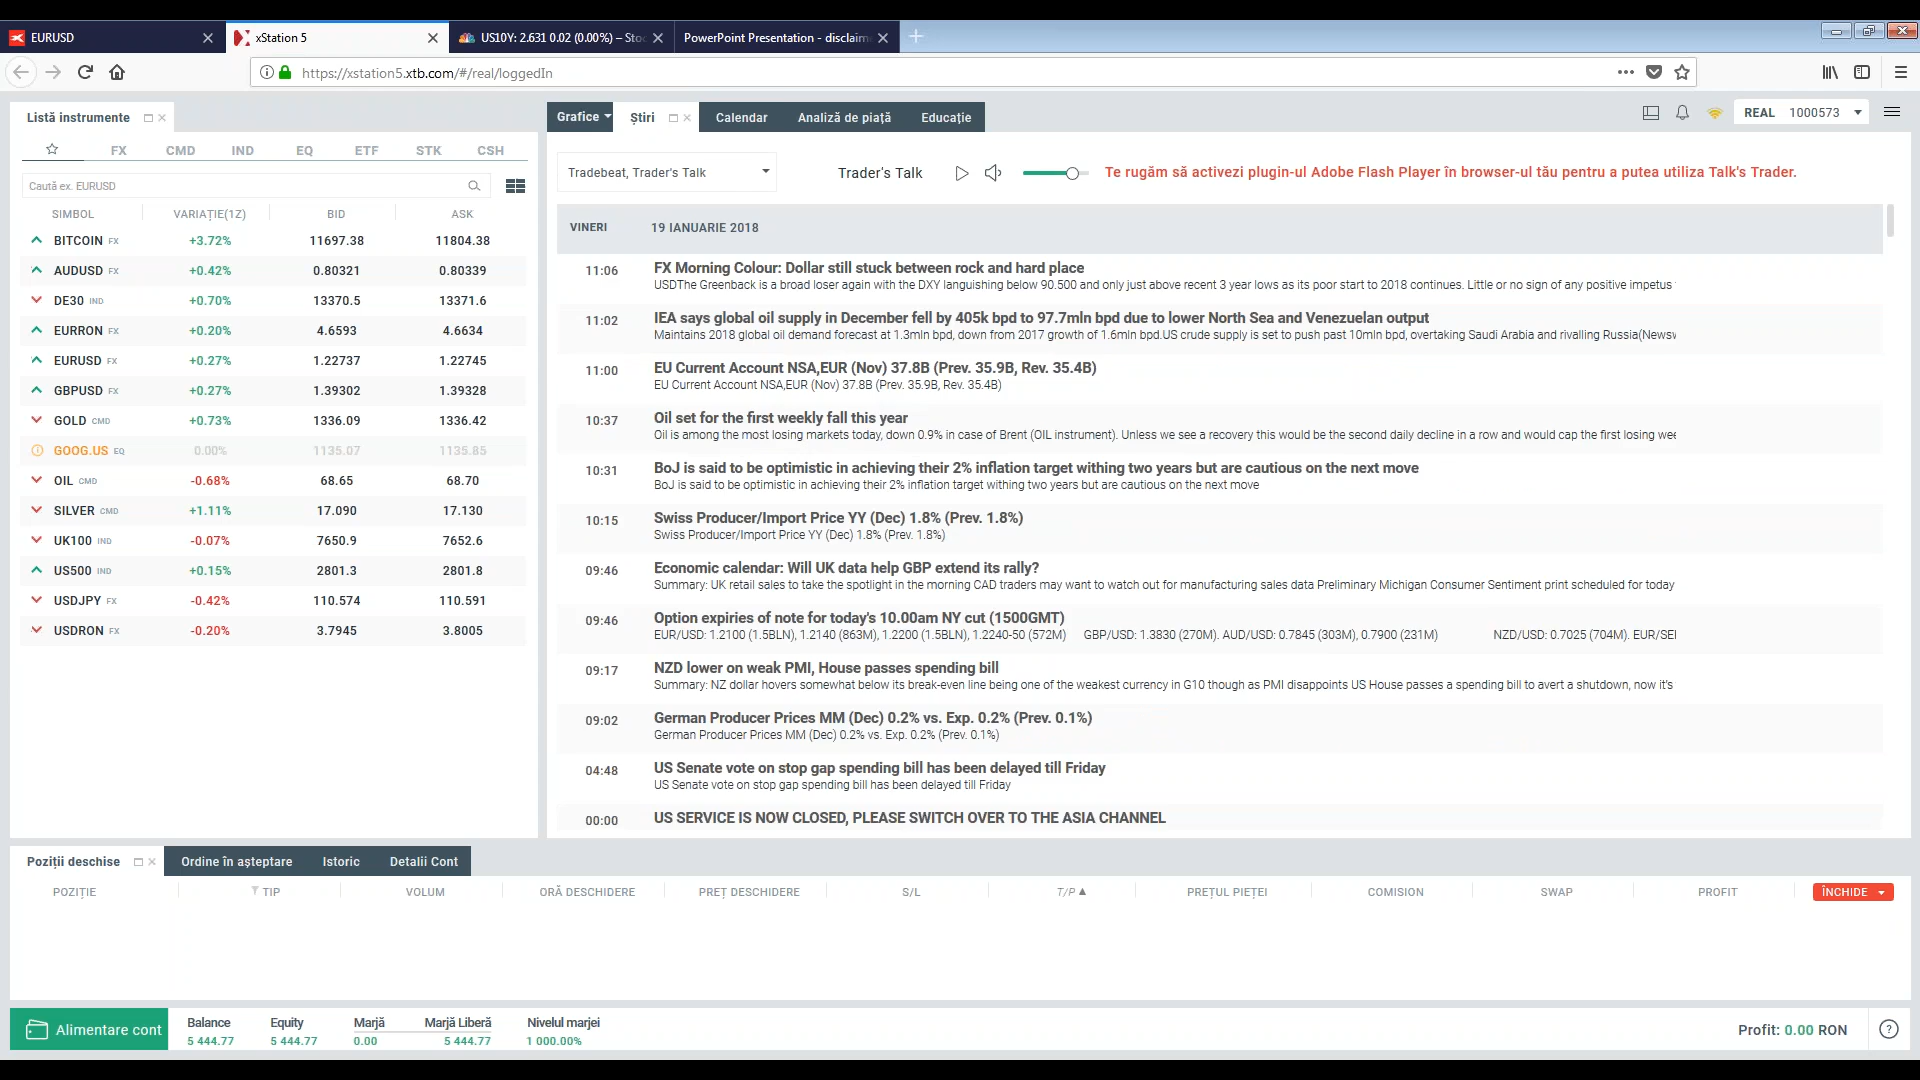 EURUSD
xStation 5
US10Y: 2.631 0.02 (0.00%) – Stoc
PowerPoint Presentation - disclaim
https://xstation5.xtb.com/#/real/loggedIn
Listă instrumente
FX CMD IND EQ ETF STK CSH
Caută ex. EURUSD
SIMBOL VARIAȚIE(1Z) BID ASK
BITCOIN FX +3.72% 11697.38 11804.38
AUDUSD FX +0.42% 0.80321 0.80339
DE30 IND +0.70% 13370.5 13371.6
EURRON FX +0.20% 4.6593 4.6634
EURUSD FX +0.27% 1.22737 1.22745
GBPUSD FX +0.27% 1.39302 1.39328
GOLD CMD +0.73% 1336.09 1336.42
GOOG.US EQ 0.00% 1135.07 1135.85
OIL CMD -0.68% 68.65 68.70
SILVER CMD +1.11% 17.090 17.130
UK100 IND -0.07% 7650.9 7652.6
US500 IND +0.15% 2801.3 2801.8
USDJPY FX -0.42% 110.574 110.591
USDRON FX -0.20% 3.7945 3.8005
Grafice Știri Calendar Analiză de piață Educație
REAL 1000573
Tradebeat, Trader's Talk
Trader's Talk
Te rugăm să activezi plugin-ul Adobe Flash Player în browser-ul tău pentru a putea utiliza Talk's Trader.
VINERI 19 IANUARIE 2018
11:06 FX Morning Colour: Dollar still stuck between rock and hard place
USDThe Greenback is a broad loser again with the DXY languishing below 90.500 and only just above recent 3 year lows as its poor start to 2018 continues. Little or no sign of any positive impetus
11:02 IEA says global oil supply in December fell by 405k bpd to 97.7mln bpd due to lower North Sea and Venezuelan output
Maintains 2018 global oil demand forecast at 1.3mln bpd, down from 2017 growth of 1.6mln bpd.US crude supply is set to push past 10mln bpd, overtaking Saudi Arabia and rivalling Russia(Newsw
11:00 EU Current Account NSA,EUR (Nov) 37.8B (Prev. 35.9B, Rev. 35.4B)
EU Current Account NSA,EUR (Nov) 37.8B (Prev. 35.9B, Rev. 35.4B)
10:37 Oil set for the first weekly fall this year
Oil is among the most losing markets today, down 0.9% in case of Brent (OIL instrument). Unless we see a recovery this would be the second daily decline in a row and would cap the first losing wee
10:31 BoJ is said to be optimistic in achieving their 2% inflation target withing two years but are cautious on the next move
BoJ is said to be optimistic in achieving their 2% inflation target withing two years but are cautious on the next move
10:15 Swiss Producer/Import Price YY (Dec) 1.8% (Prev. 1.8%)
Swiss Producer/Import Price YY (Dec) 1.8% (Prev. 1.8%)
09:46 Economic calendar: Will UK data help GBP extend its rally?
Summary: UK retail sales to take the spotlight in the morning CAD traders may want to watch out for manufacturing sales data Preliminary Michigan Consumer Sentiment print scheduled for today
09:46 Option expiries of note for today's 10.00am NY cut (1500GMT)
EUR/USD: 1.2100 (1.5BLN), 1.2140 (863M), 1.2200 (1.5BLN), 1.2240-50 (572M) GBP/USD: 1.3830 (270M). AUD/USD: 0.7845 (303M), 0.7900 (231M) NZD/USD: 0.7025 (704M). EUR/SEI
09:17 NZD lower on weak PMI, House passes spending bill
Summary: NZ dollar hovers somewhat below its break-even line being one of the weakest currency in G10 though as PMI disappoints US House passes a spending bill to avert a shutdown, now it's
09:02 German Producer Prices MM (Dec) 0.2% vs. Exp. 0.2% (Prev. 0.1%)
German Producer Prices MM (Dec) 0.2% vs. Exp. 0.2% (Prev. 0.1%)
04:48 US Senate vote on stop gap spending bill has been delayed till Friday
US Senate vote on stop gap spending bill has been delayed till Friday
00:00 US SERVICE IS NOW CLOSED, PLEASE SWITCH OVER TO THE ASIA CHANNEL
Poziții deschise Ordine în așteptare Istoric Detalii Cont
POZIȚIE TIP VOLUM ORĂ DESCHIDERE PREȚ DESCHIDERE S/L T/P PREȚUL PIEȚEI COMISION SWAP PROFIT ÎNCHIDE
Alimentare cont
Balance Equity Marjă Marjă Liberă Nivelul marjei
5 444.77 5 444.77 0.00 5 444.77 1 000.00%
Profit: 0.00 RON